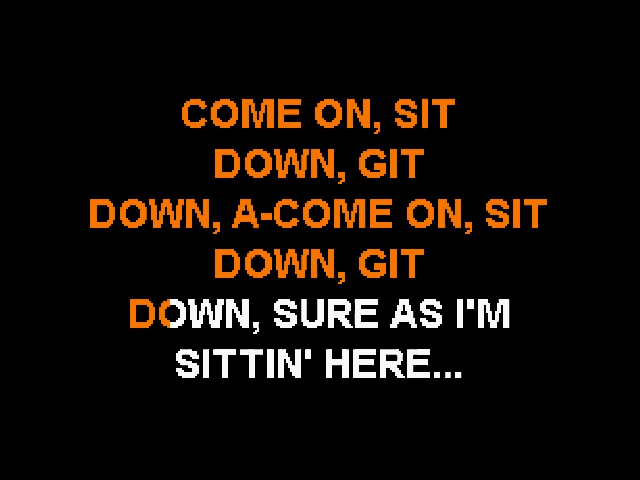 COME ON, SIT
DOWN, GIT
DOWN, A-COME ON, SIT
DOWN, GIT
DOWN, SURE AS I'M
SITTIN' HERE...